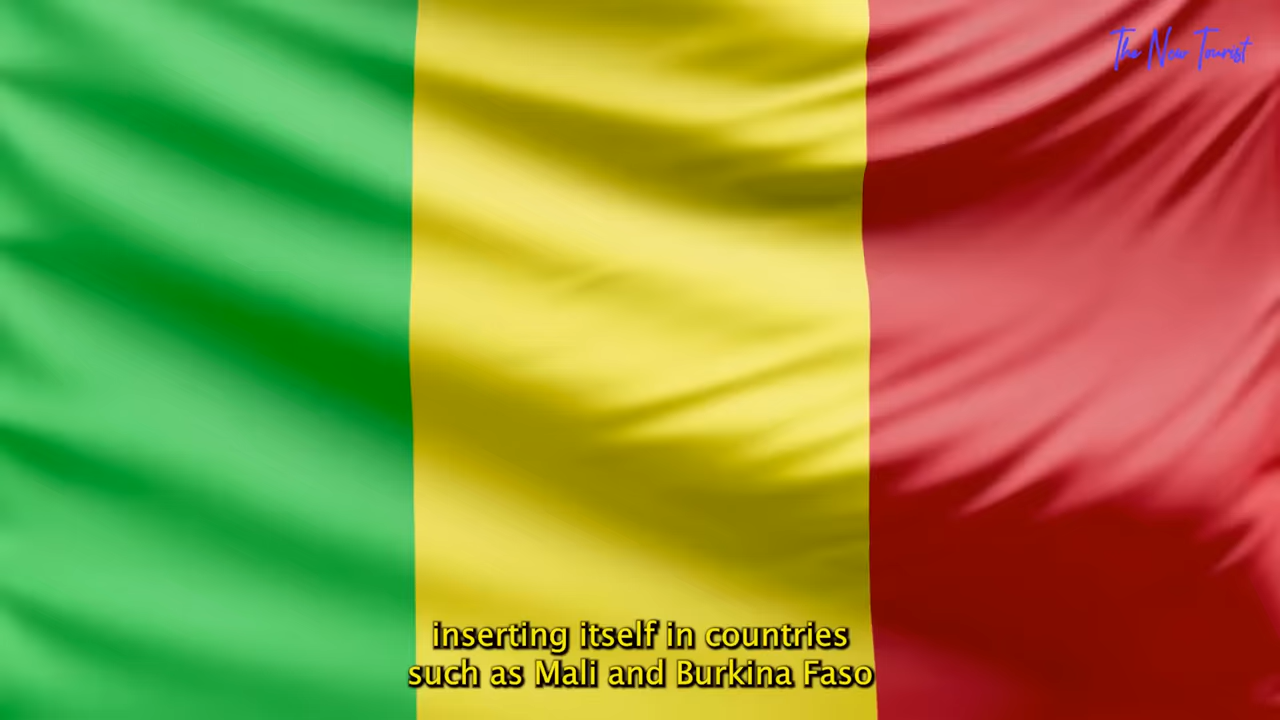 The New Tourist
inserting itself in countries
such as Mali and Burkina Faso